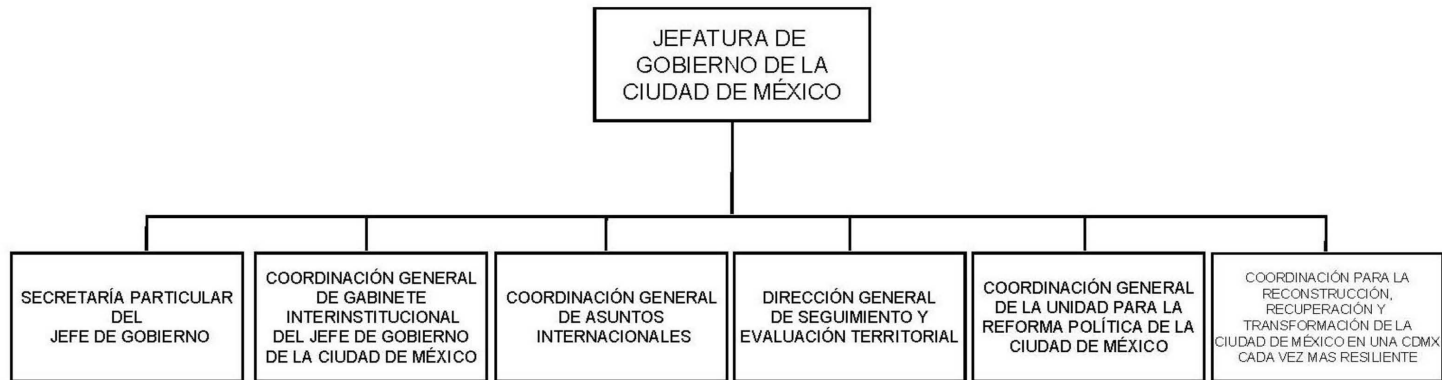 JEFATURA DE
GOBIERNO DE LA
CIUDAD DE MÉXICO
SECRETARÍA PARTICULAR
DEL
JEFE DE GOBIERNO
COORDINACIÓN GENERAL
DE GABINETE
INTERINSTITUCIONAL
DEL JEFE DE GOBIERNO
DE LA CIUDAD DE MÉXICO
COORDINACIÓN GENERAL
DE ASUNTOS
INTERNACIONALES
DIRECCIÓN GENERAL
DE SEGUIMIENTO Y
EVALUACIÓN TERRITORIAL
COORDINACIÓN GENERAL
DE LA UNIDAD PARA LA
REFORMA POLÍTICA DE LA
CIUDAD DE MÉXICO
COORDINACIÓN PARA LA
RECONSTRUCCIÓN,
RECUPERACIÓN Y
TRANSFORMACIÓN DE LA
CIUDAD DE MÉXICO EN UNA CDMX
CADA VEZ MAS RESILIENTE